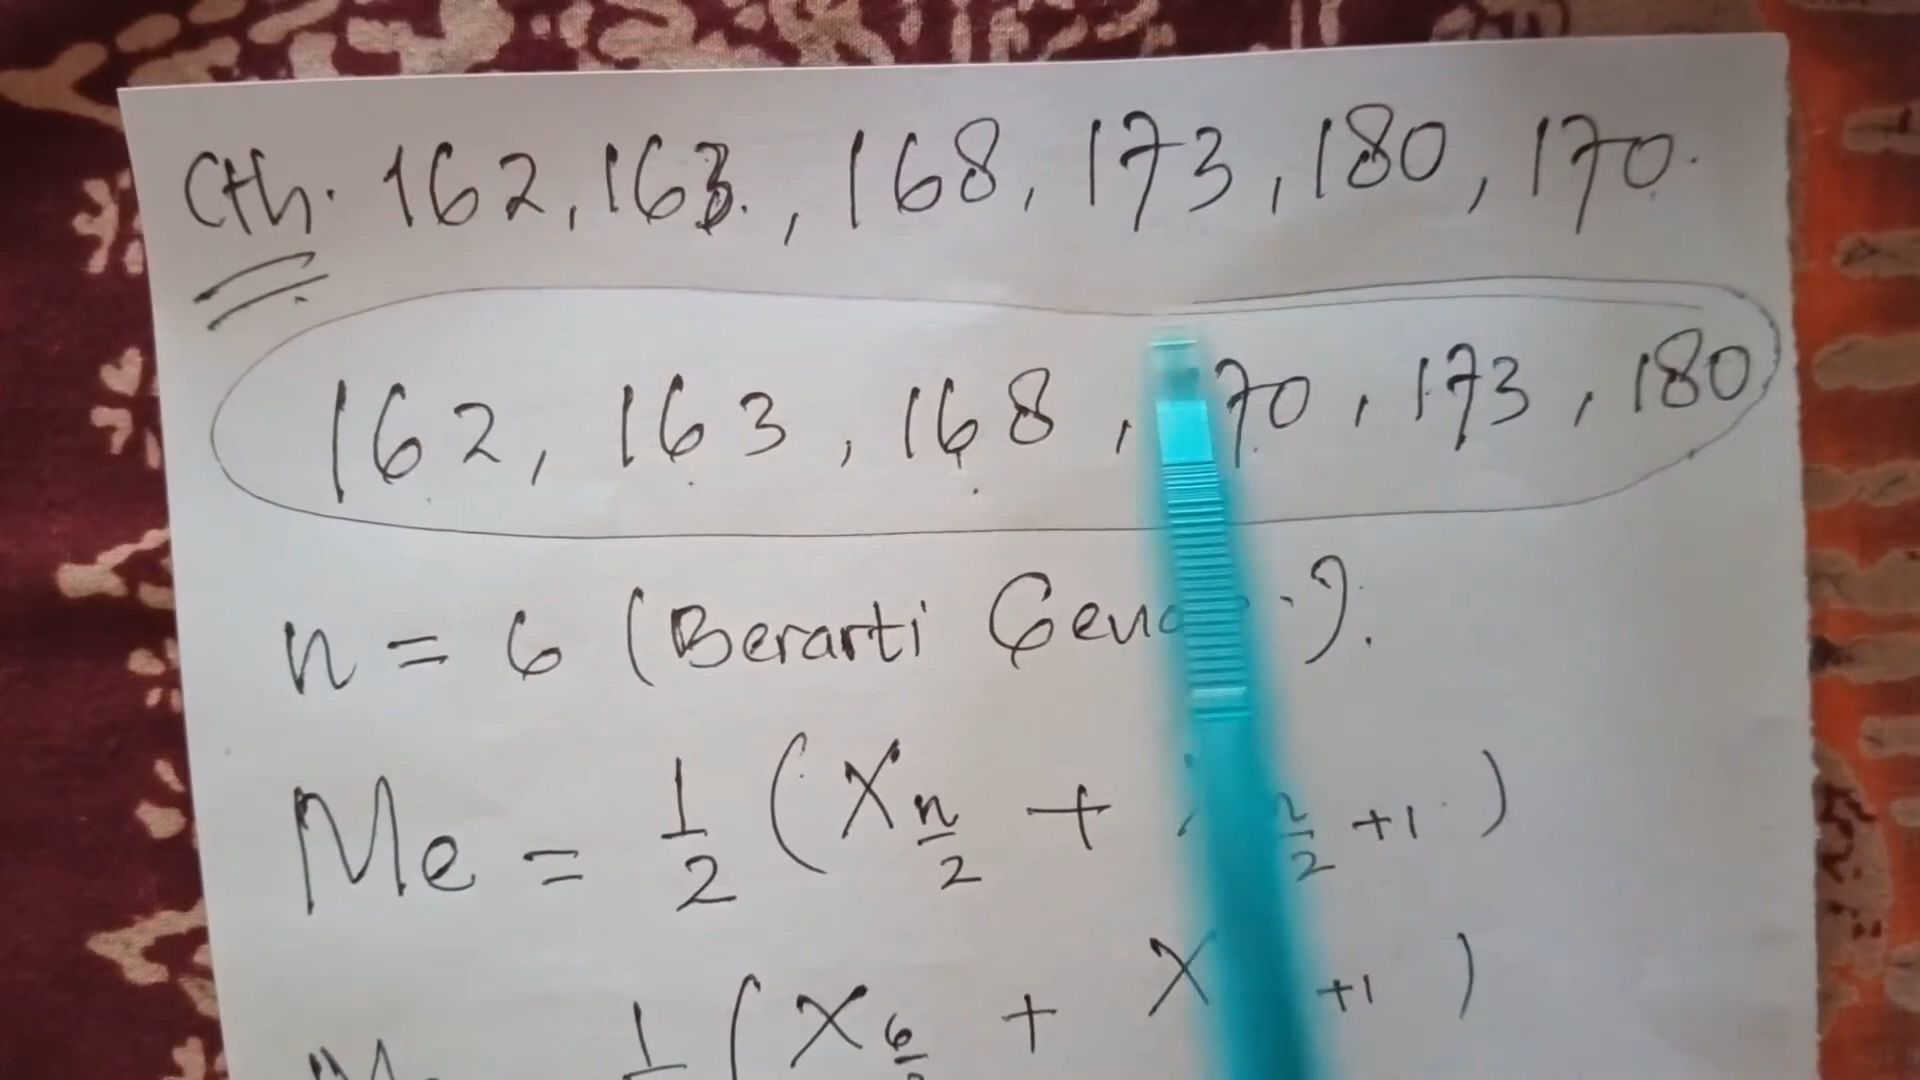 Cth. 162, 163, 168, 173, 180, 170.
162, 163, 168, 170, 173, 180
n = 6 (Berarti
Me = 1/2 (X n/2 + n/2 +1)
1 (X 6 + X +1)